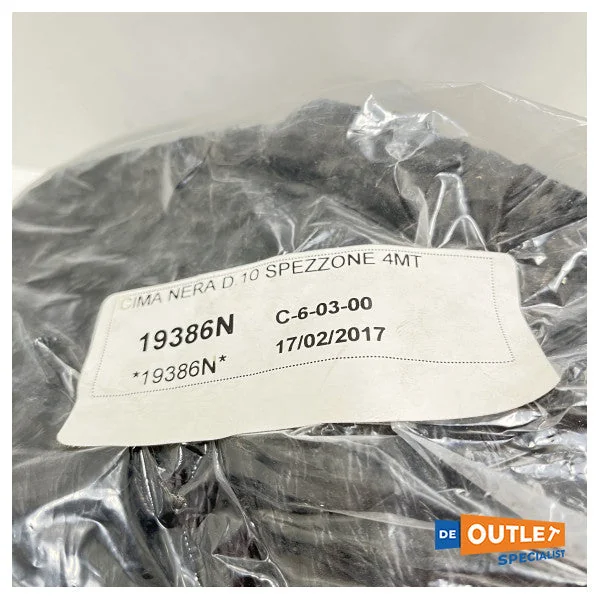 CIMA NERA D.10 SPEZZONE 4MT
19386N C-6-03-00
*19386N* 17/02/2017
DE OUTLET
SPECIALIST